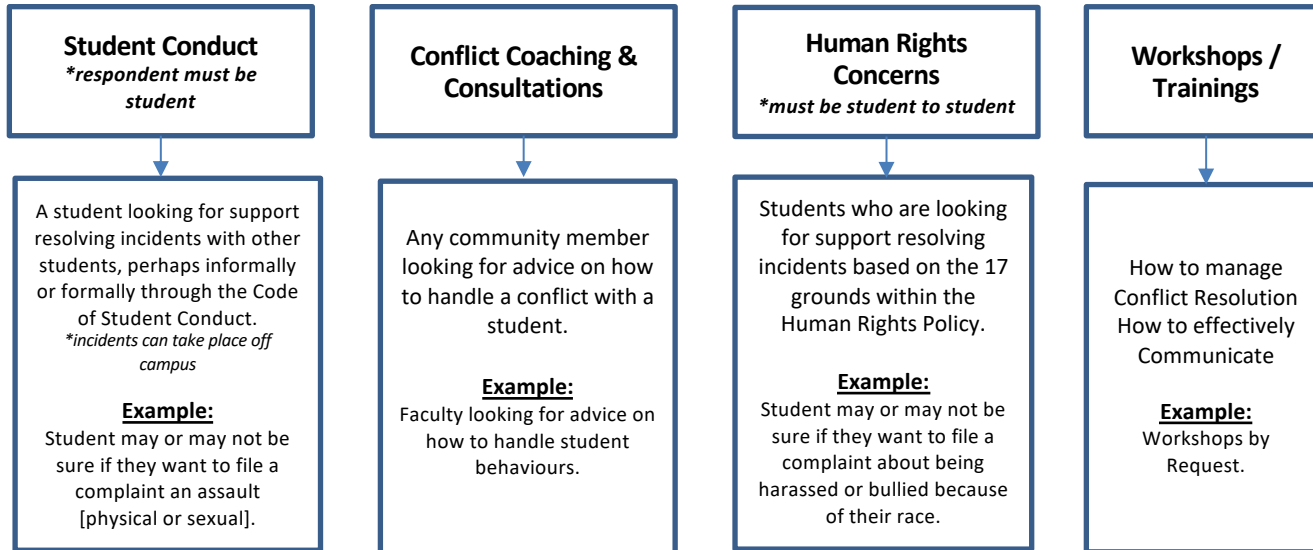 Student Conduct
*respondent must be
student
A student looking for support
resolving incidents with other
students, perhaps informally
or formally through the Code
of Student Conduct.
*incidents can take place off
campus
Example:
Student may or may not be
sure if they want to file a
complaint an assault
[physical or sexual].
Conflict Coaching &
Consultations
Any community member
looking for advice on how
to handle a conflict with a
student.
Example:
Faculty looking for advice on
how to handle student
behaviours.
Human Rights
Concerns
*must be student to student
Students who are looking
for support resolving
incidents based on the 17
grounds within the
Human Rights Policy.
Example:
Student may or may not be
sure if they want to file a
complaint about being
harassed or bullied because
of their race.
Workshops /
Trainings
How to manage
Conflict Resolution
How to effectively
Communicate
Example:
Workshops by
Request.